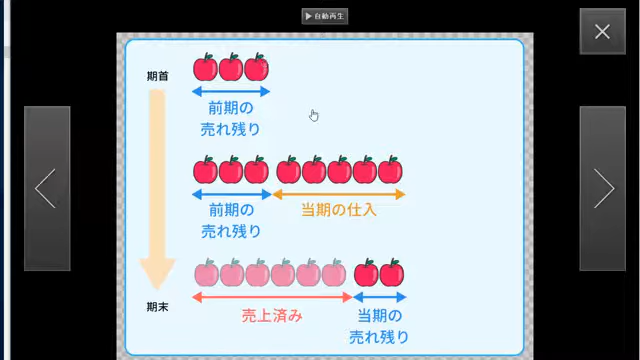 自動再生
期首
前期の
売れ残り
前期の
売れ残り
当期の仕入
期末
売上済み
当期の
売れ残り